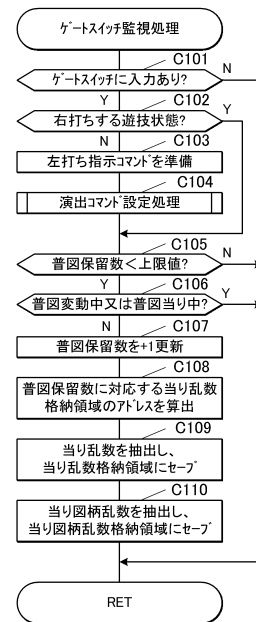 ｹﾞｰﾄｽｲｯﾁ監視処理
C101
ｹﾞｰﾄｽｲｯﾁに入力あり?
N
Y
C102
右打ちする遊技状態?
Y
N
C103
左打ち指示ｺﾏﾝﾄﾞを準備
C104
演出ｺﾏﾝﾄﾞ設定処理
C105
普図保留数＜上限値?
N
Y
C106
普図変動中又は普図当り中?
Y
N
C107
普図保留数を+1更新
C108
普図保留数に対応する当り乱数
格納領域のｱﾄﾞﾚｽを算出
C109
当り乱数を抽出し、
当り乱数格納領域にｾｰﾌﾞ
C110
当り図柄乱数を抽出し、
当り図柄乱数格納領域にｾｰﾌﾞ
RET